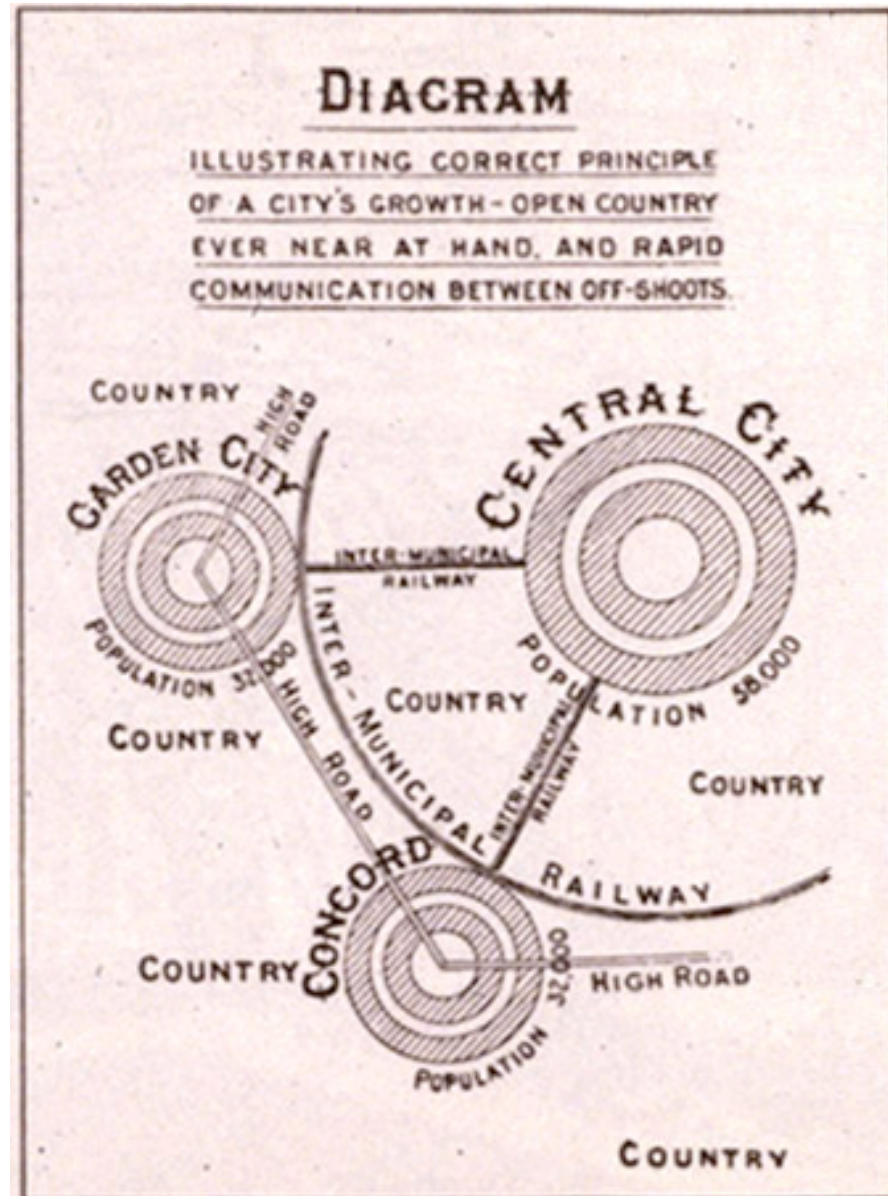 DIAGRAM
ILLUSTRATING CORRECT PRINCIPLE
OF A CITY'S GROWTH - OPEN COUNTRY
EVER NEAR AT HAND, AND RAPID
COMMUNICATION BETWEEN OFF-SHOOTS.
COUNTRY
HIGH
ROAD
GARDEN CITY
CENTRAL CITY
INTER-MUNICIPAL
RAILWAY
POPULATION 32,000
POPULATION 58,000
COUNTRY
COUNTRY
HIGH ROAD
INTER-MUNICIPAL RAILWAY
INTER-MUNICIPAL
RAILWAY
COUNTRY
CONCORD
COUNTRY
HIGH ROAD
POPULATION 32,000
COUNTRY